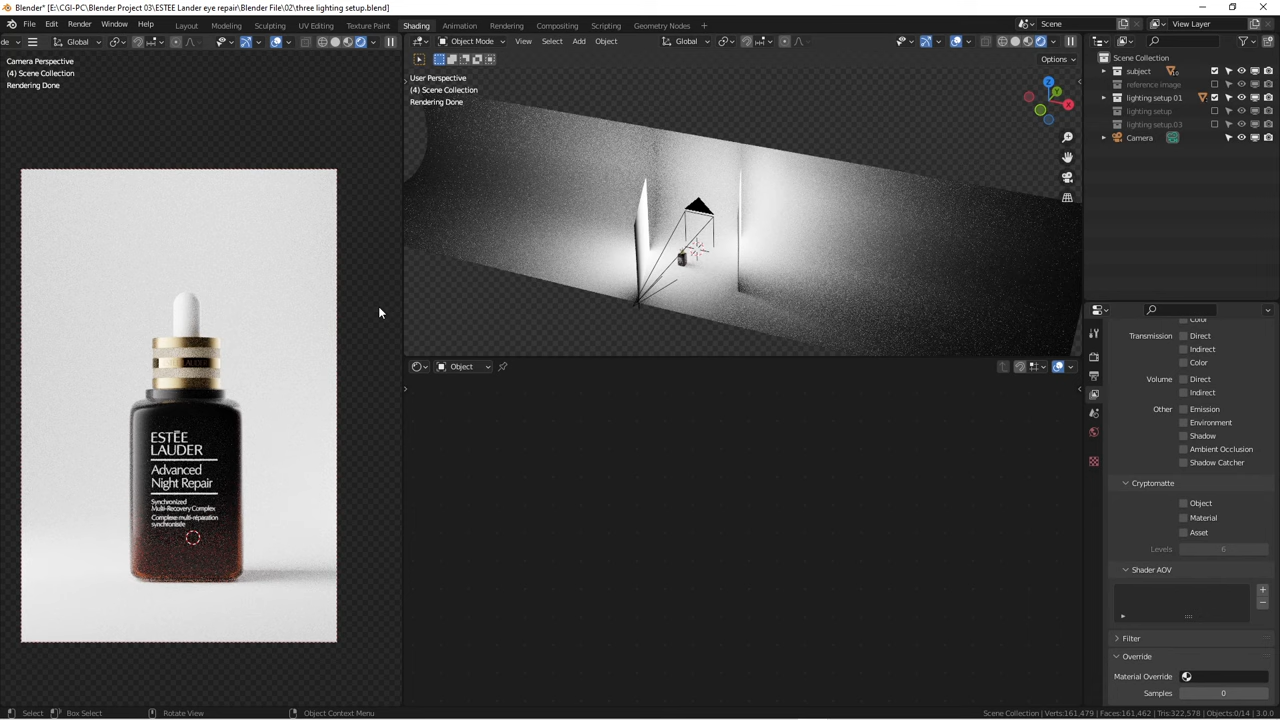 Blender* [E:\CGI-PC\Blender Project 03\ESTEE Lander eye repair\Blender File\02\three lighting setup.blend]
File Edit Render Window Help Layout Modeling Sculpting UV Editing Texture Paint Shading Animation Rendering Compositing Scripting Geometry Nodes + Scene View Layer
de Global Object Mode View Select Add Object Global
Options
Camera Perspective
(4) Scene Collection
Rendering Done
User Perspective
(4) Scene Collection
Rendering Done
Z
Y
X
Scene Collection
subject
reference image
lighting setup 01
lighting setup
lighting setup.03
Camera
Object
ESTĒE
LAUDER
Advanced
Night Repair
Synchronized
Multi-Recovery Complex
Complexe multi-réparation
synchronisée
Color
Transmission Direct
Indirect
Color
Volume Direct
Indirect
Other Emission
Environment
Shadow
Ambient Occlusion
Shadow Catcher
Cryptomatte
Object
Material
Asset
Levels 6
Shader AOV
Filter
Override
Material Override
Samples 0
Select Box Select Rotate View Object Context Menu
Scene Collection | Verts:161,479 | Faces:161,462 | Tris:322,578 | Objects:0/14 | 3.0.0